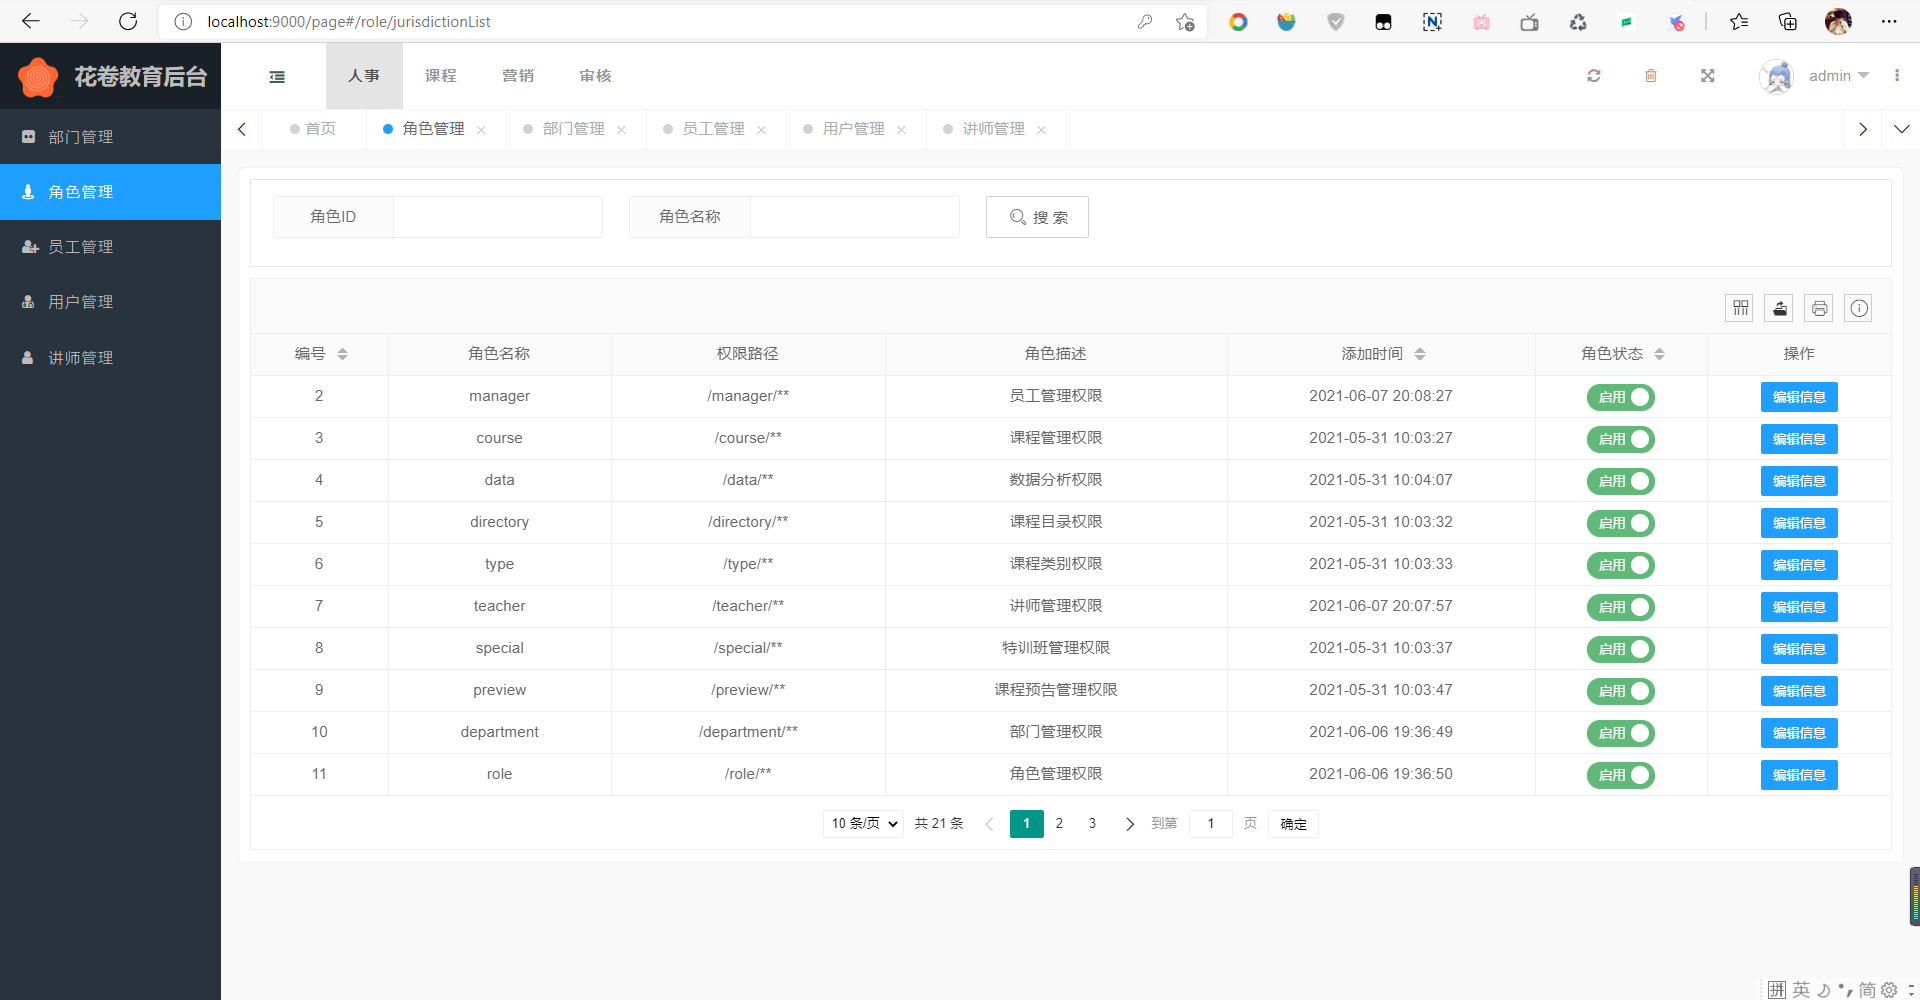 localhost:9000/page#/role/jurisdictionList
花卷教育后台
人事 课程 营销 审核
admin
部门管理
角色管理
员工管理
用户管理
讲师管理
首页 角色管理 部门管理 员工管理 用户管理 讲师管理
角色ID 角色名称 搜 索
编号 角色名称 权限路径 角色描述 添加时间 角色状态 操作
2 manager /manager/** 员工管理权限 2021-06-07 20:08:27 启用 编辑信息
3 course /course/** 课程管理权限 2021-05-31 10:03:27 启用 编辑信息
4 data /data/** 数据分析权限 2021-05-31 10:04:07 启用 编辑信息
5 directory /directory/** 课程目录权限 2021-05-31 10:03:32 启用 编辑信息
6 type /type/** 课程类别权限 2021-05-31 10:03:33 启用 编辑信息
7 teacher /teacher/** 讲师管理权限 2021-06-07 20:07:57 启用 编辑信息
8 special /special/** 特训班管理权限 2021-05-31 10:03:37 启用 编辑信息
9 preview /preview/** 课程预告管理权限 2021-05-31 10:03:47 启用 编辑信息
10 department /department/** 部门管理权限 2021-06-06 19:36:49 启用 编辑信息
11 role /role/** 角色管理权限 2021-06-06 19:36:50 启用 编辑信息
10 条/页 共 21 条 1 2 3 到第 1 页 确定
拼 英 简